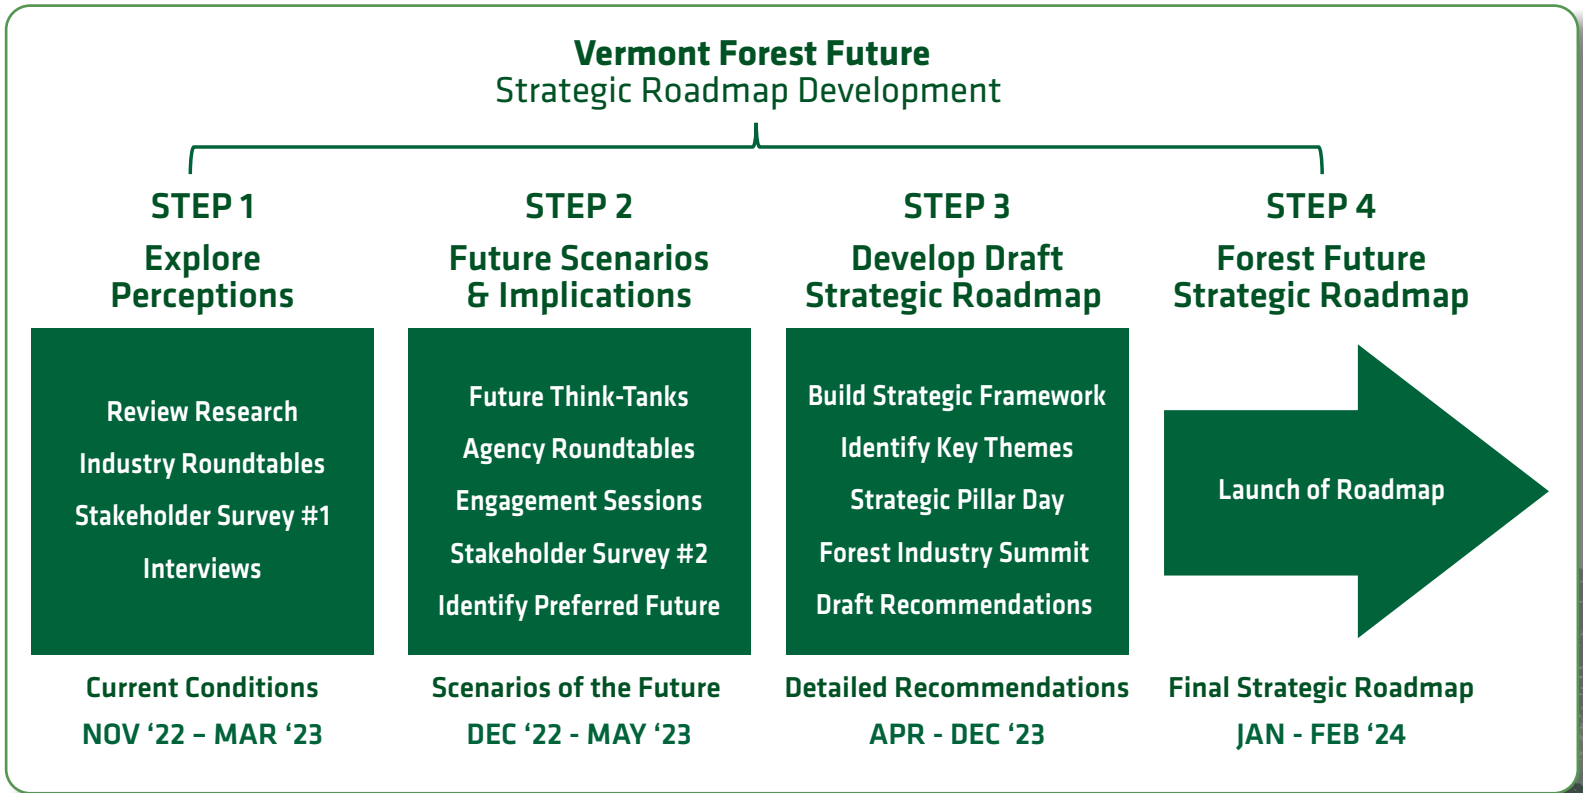 Vermont Forest Future
Strategic Roadmap Development
STEP 1
Explore
Perceptions
Review Research
Industry Roundtables
Stakeholder Survey #1
Interviews
Current Conditions
NOV ‘22 – MAR ‘23
STEP 2
Future Scenarios
& Implications
Future Think-Tanks
Agency Roundtables
Engagement Sessions
Stakeholder Survey #2
Identify Preferred Future
Scenarios of the Future
DEC ‘22 - MAY ‘23
STEP 3
Develop Draft
Strategic Roadmap
Build Strategic Framework
Identify Key Themes
Strategic Pillar Day
Forest Industry Summit
Draft Recommendations
Detailed Recommendations
APR - DEC ‘23
STEP 4
Forest Future
Strategic Roadmap
Launch of Roadmap
Final Strategic Roadmap
JAN - FEB ‘24